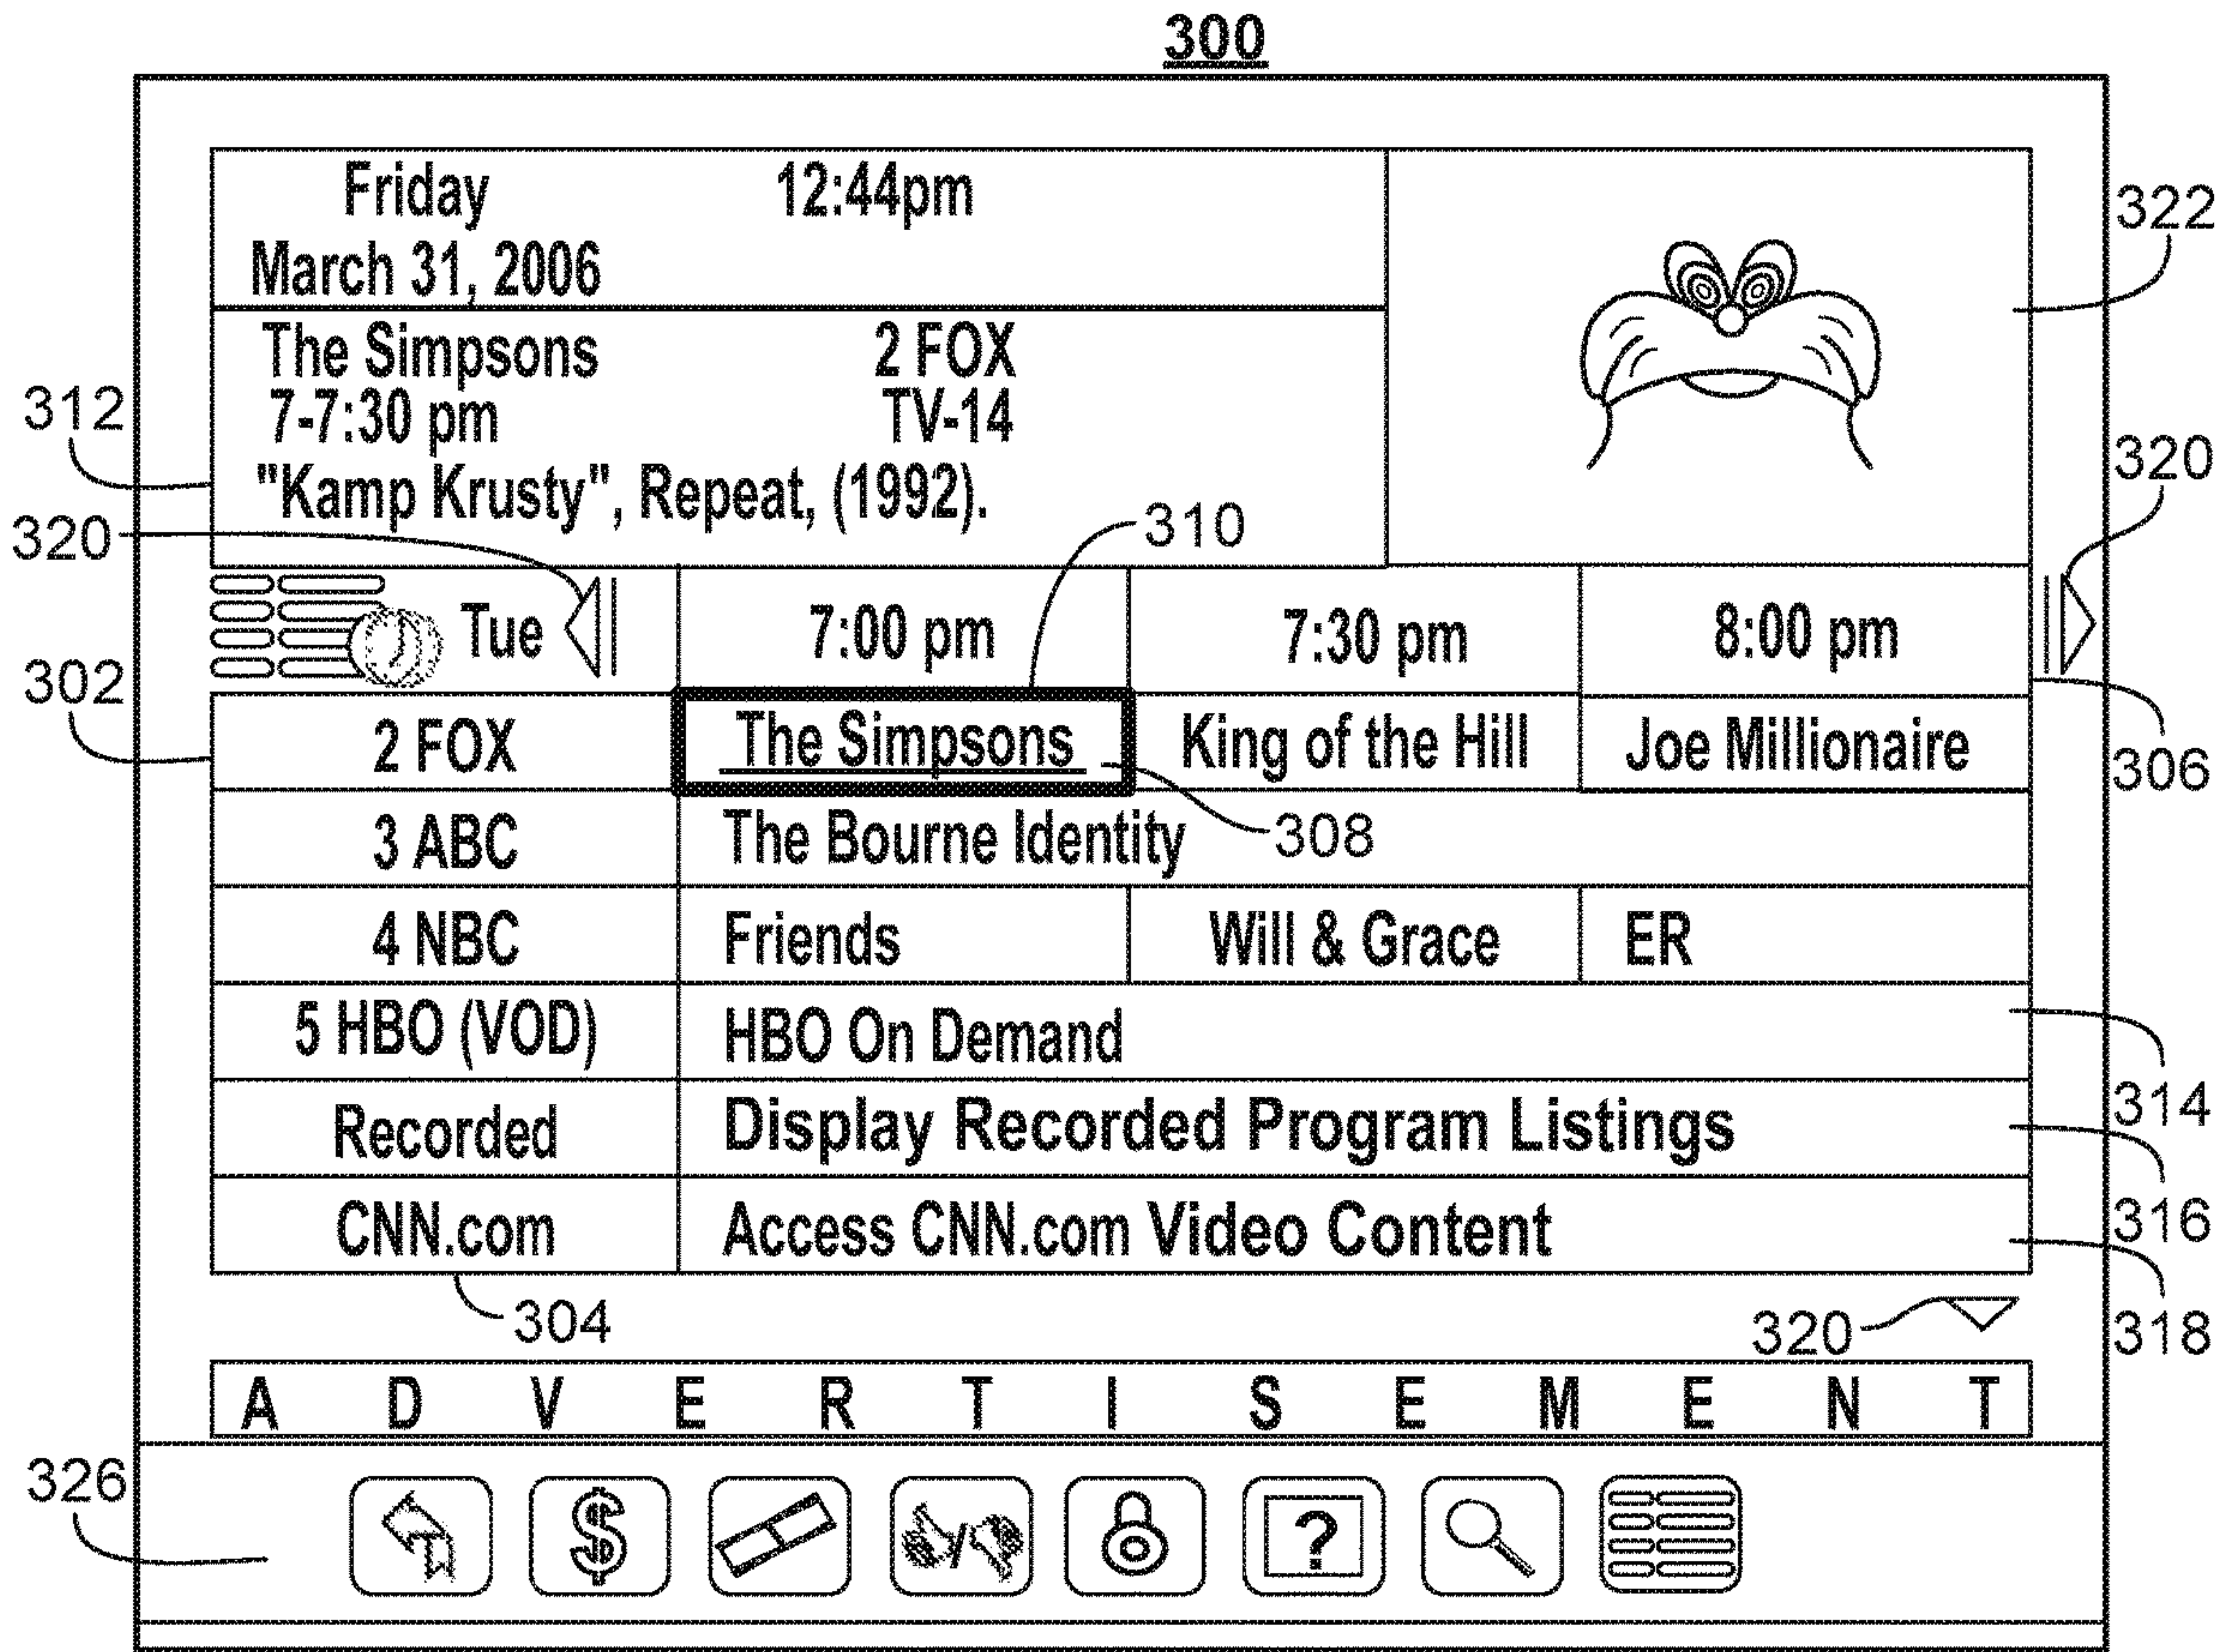 300
Friday 12:44pm
March 31, 2006
322
The Simpsons 2 FOX
312
7-7:30 pm TV-14
320
"Kamp Krusty", Repeat, (1992).
310
320
Tue 7:00 pm 7:30 pm 8:00 pm
302
2 FOX The Simpsons King of the Hill Joe Millionaire
306
3 ABC The Bourne Identity 308
4 NBC Friends Will & Grace ER
5 HBO (VOD) HBO On Demand
314
Recorded Display Recorded Program Listings
316
CNN.com Access CNN.com Video Content
304
320
318
A D V E R T I S E M E N T
326
$ / ?